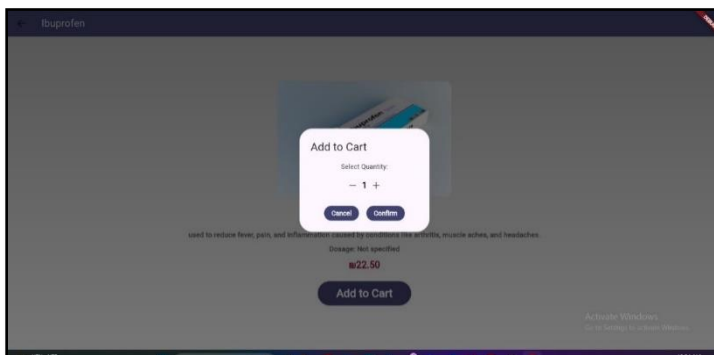 Ibuprofen
Ibuprofen
Add to Cart
Select Quantity:
− 1 +
Cancel Confirm
used to reduce fever, pain, and inflammation caused by conditions like arthritis, muscle aches, and headaches.
Dosage: Not specified
₪22.50
Add to Cart
Activate Windows
Go to Settings to activate Windows.